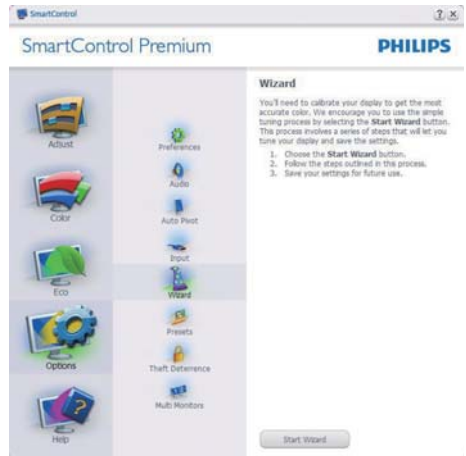 SmartControl
SmartControl Premium
PHILIPS
Adjust
Color
Eco
Options
Help
Preferences
Audio
Auto Pivot
Input
Wizard
Presets
Theft Deterrence
Multi Monitors
Wizard
You'll need to calibrate your display to get the most
accurate color. We encourage you to use the simple
tuning process by selecting the Start Wizard button.
This process involves a series of steps that will let you
tune your display and save the settings.
1. Choose the Start Wizard button.
2. Follow the steps outlined in this process.
3. Save your settings for future use.
Start Wizard